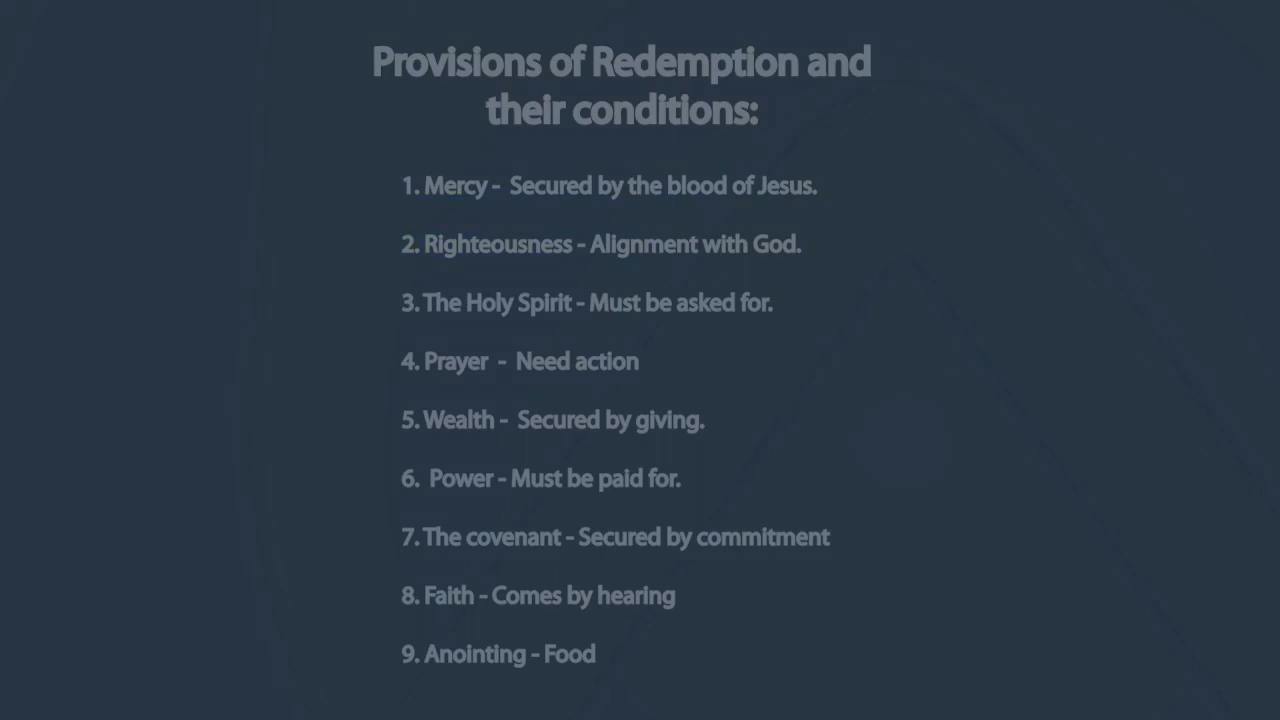 Provisions of Redemption and
their conditions:
1. Mercy -  Secured by the blood of Jesus.
2. Righteousness - Alignment with God.
3. The Holy Spirit - Must be asked for.
4. Prayer  -  Need action
5. Wealth -  Secured by giving.
6.  Power - Must be paid for.
7. The covenant - Secured by commitment
8. Faith - Comes by hearing
9. Anointing - Food